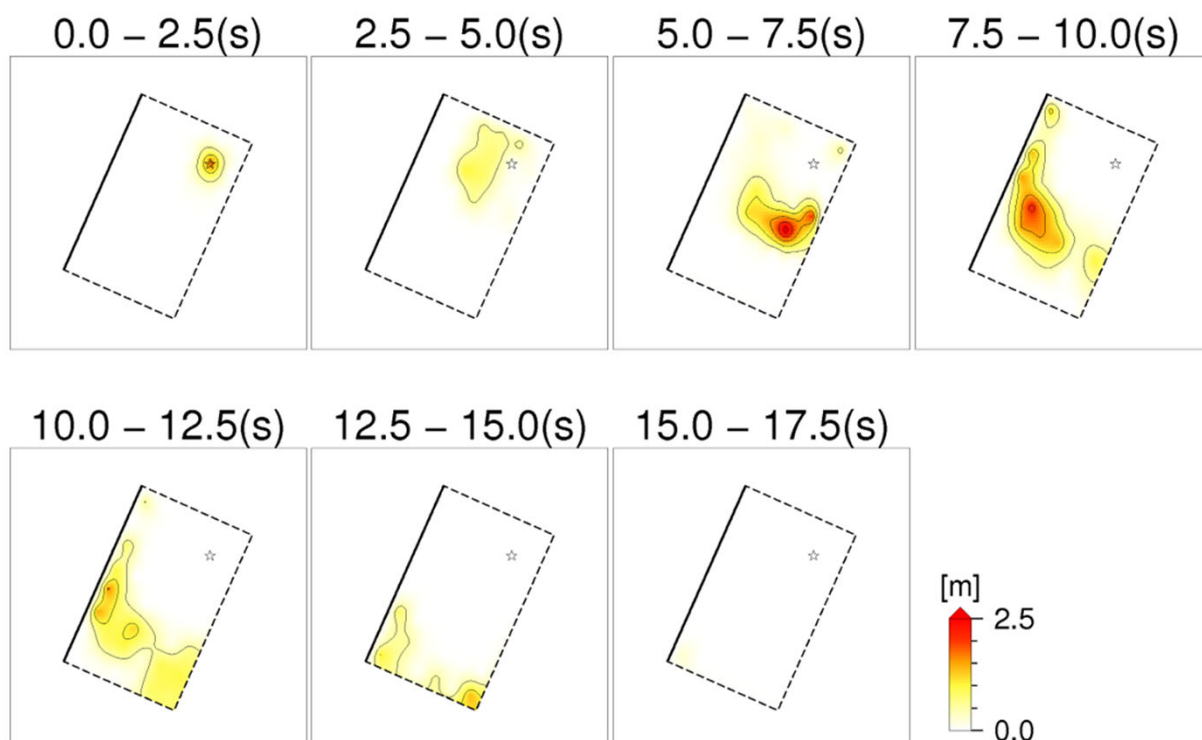 0.0 – 2.5(s)
2.5 – 5.0(s)
5.0 – 7.5(s)
7.5 – 10.0(s)
10.0 – 12.5(s)
12.5 – 15.0(s)
15.0 – 17.5(s)
[m]
2.5
0.0